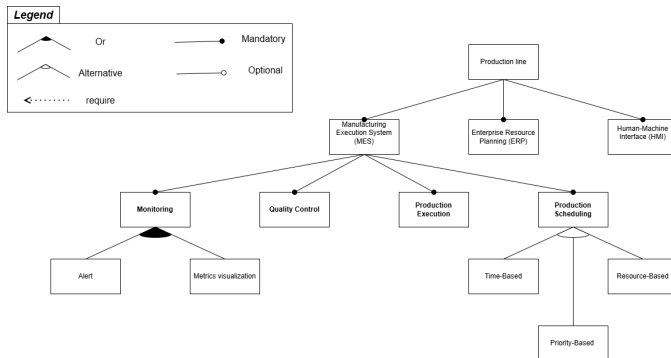 Legend
Or
Mandatory
Alternative
Optional
require
Production line
Manufacturing
Execution System
(MES)
Enterprise Resource
Planning (ERP)
Human-Machine
Interface (HMI)
Monitoring
Quality Control
Production
Execution
Production
Scheduling
Alert
Metrics visualization
Time-Based
Resource-Based
Priority-Based